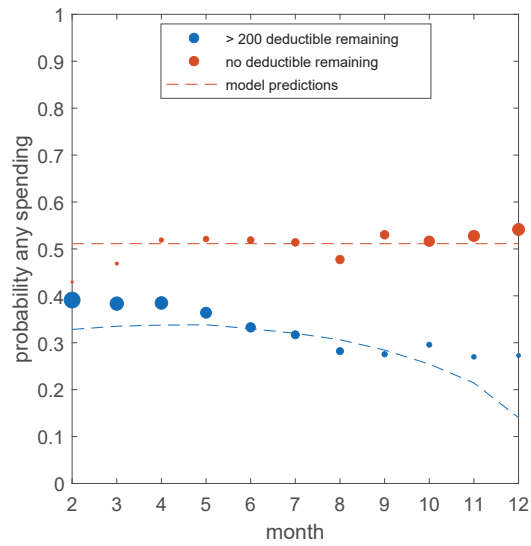 > 200 deductible remaining
no deductible remaining
model predictions
probability any spending
1
0.9
0.8
0.7
0.6
0.5
0.4
0.3
0.2
0.1
0
2 3 4 5 6 7 8 9 10 11 12
month